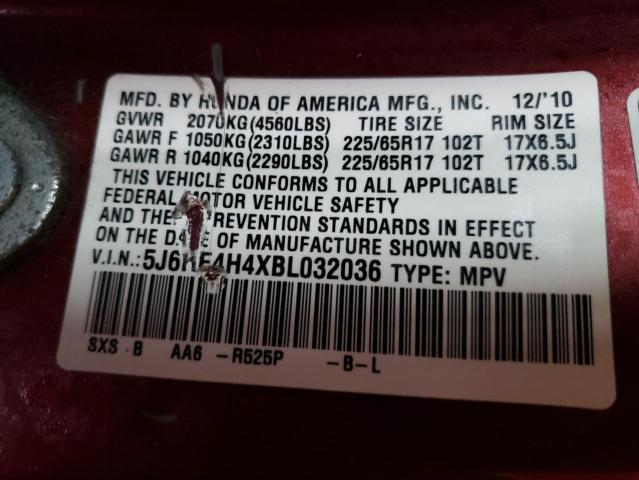 MFD. BY HONDA OF AMERICA MFG., INC. 12/'10
GVWR 2070KG(4560LBS) TIRE SIZE RIM SIZE
GAWR F 1050KG(2310LBS) 225/65R17 102T 17X6.5J
GAWR R 1040KG(2290LBS) 225/65R17 102T 17X6.5J
THIS VEHICLE CONFORMS TO ALL APPLICABLE
FEDERAL MOTOR VEHICLE SAFETY
AND THEFT PREVENTION STANDARDS IN EFFECT
ON THE DATE OF MANUFACTURE SHOWN ABOVE.
V.I.N.: TYPE: MPV
SXS B AA6 -R525P -B-L